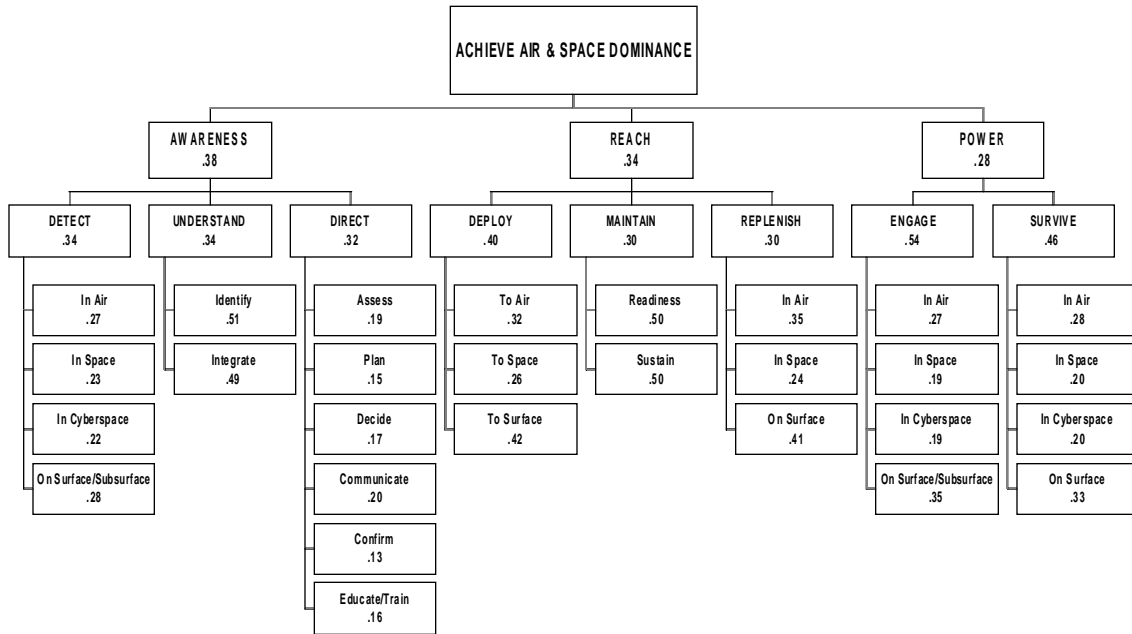 ACHIEVE AIR & SPACE DOMINANCE
AWARENESS
.38
REACH
.34
POWER
.28
DETECT
.34
UNDERSTAND
.34
DIRECT
.32
DEPLOY
.40
MAINTAIN
.30
REPLENISH
.30
ENGAGE
.54
SURVIVE
.46
In Air
.27
In Space
.23
In Cyberspace
.22
On Surface/Subsurface
.28
Identify
.51
Integrate
.49
Assess
.19
Plan
.15
Decide
.17
Communicate
.20
Confirm
.13
Educate/Train
.16
To Air
.32
To Space
.26
To Surface
.42
Readiness
.50
Sustain
.50
In Air
.35
In Space
.24
On Surface
.41
In Air
.27
In Space
.19
In Cyberspace
.19
On Surface/Subsurface
.35
In Air
.28
In Space
.20
In Cyberspace
.20
On Surface
.33